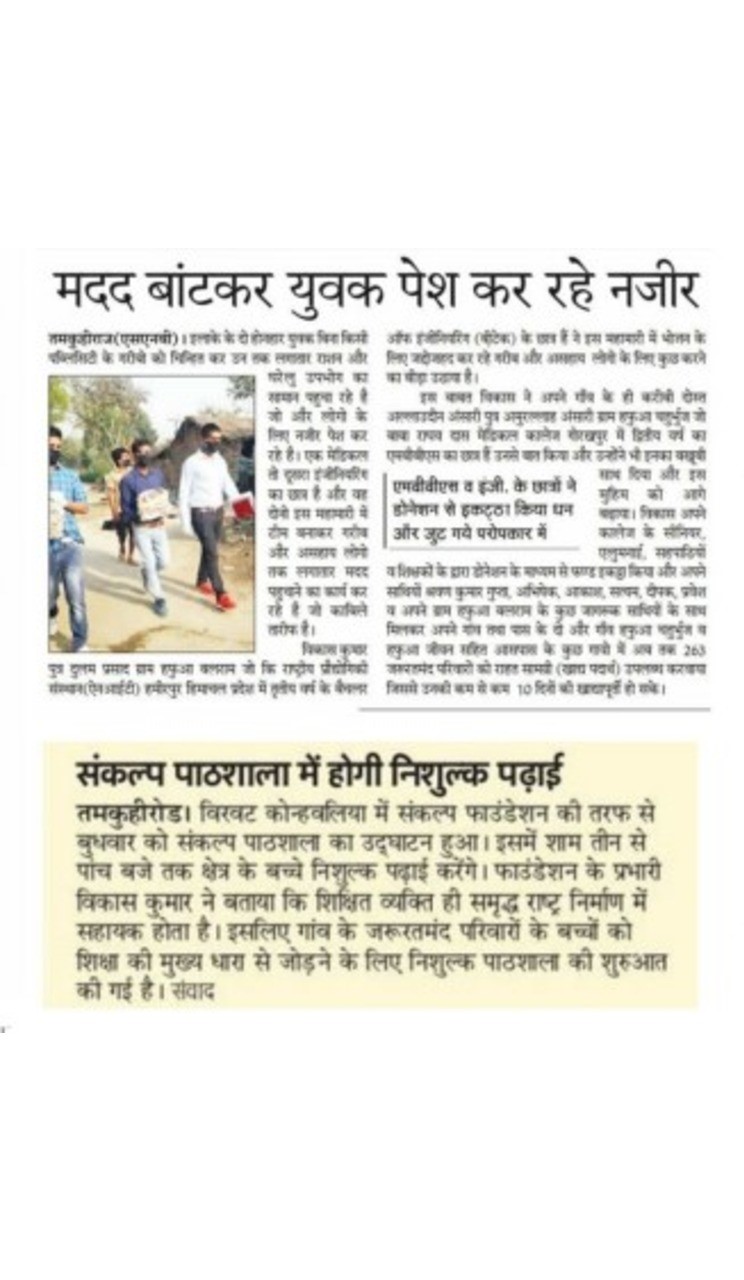 मदद बांटकर युवक पेश कर रहे नजीर
तमकुहीराज(एसएनबी)। इलाके के दो होनहार युवक बिना किसी
पब्लिसिटी के गरीबो को चिन्हित कर उन तक लगातार राशन और
घरेलु उपभोग का
सामान पहुचा रहे है
जो और लोगो के
लिए नजीर पेश कर
रहे है। एक मेडिकल
तो दूसरा इंजीनियरिंग
का छात्र है और यह
दोनो इस महामारी में
टीम बनाकर गरीब
और असहाय लोगो
तक लगातार मदद
पहुचाने का कार्य कर
रहे है जो काबिले
तारीफ है।
विकास कुमार
पुत्र दुलम प्रसाद ग्राम हफुआ बलराम जो कि राष्ट्रीय प्रौद्योगिकी
संस्थान(ऐनआईटी) हमीरपुर हिमाचल प्रदेश में तृतीय वर्ष के बैचलर
ऑफ इंजीनियरिंग (बीटेक) के छात्र हैं ने इस महामारी में भोजन के
लिए जद्दोजहद कर रहे गरीब और असहाय लोगो के लिए कुछ करने
का बीड़ा उठाया है।
इस बाबत विकास ने अपने गाँव के ही करीबी दोस्त
अल्लाउद्दीन अंसारी पुत्र अमुरल्लाह अंसारी ग्राम हफुआ चतुर्भुज जो
बाबा राघव दास मेडिकल कालेज गोरखपुर में द्वितीय वर्ष का
एमबीबीएस का छात्र हैं उनसे बात किया और उन्होंने भी इनका बखूबी
साथ दिया और इस
मुहिम को आगे
बढ़ाया। विकास अपने
कालेज के सीनियर,
एलुमनाई, सहपाठियों
एमबीबीएस व इंजी. के छात्रों ने
डोनेशन से इकट्ठा किया धन
और जुट गये परोपकार में
व शिक्षकों के द्वारा डोनेशन के माध्यम से फण्ड इकठ्ठा किया और अपने
साथियों श्रवण कुमार गुप्ता, अभिषेक, आकाश, सत्यम, दीपक, प्रवेश
व अपने ग्राम हफुआ बलराम के कुछ जागरूक साथियों के साथ
मिलकर अपने गांव तथा पास के दो और गाँव हफुआ चतुर्भुज व
हफुआ जीवन सहित आसपास के कुछ गावो में अब तक 263
जरूरतमंद परिवारों को राहत सामग्री (खाद्य पदार्थ) उपलब्ध करवाया
जिससे उनकी कम से कम 10 दिनों की खाद्यपूर्ती हो सके।
संकल्प पाठशाला में होगी निशुल्क पढ़ाई
तमकुहीरोड। विरवट कोन्हवलिया में संकल्प फाउंडेशन की तरफ से
बुधवार को संकल्प पाठशाला का उद्घाटन हुआ। इसमें शाम तीन से
पांच बजे तक क्षेत्र के बच्चे निशुल्क पढ़ाई करेंगे। फाउंडेशन के प्रभारी
विकास कुमार ने बताया कि शिक्षित व्यक्ति ही समृद्ध राष्ट्र निर्माण में
सहायक होता है। इसलिए गांव के जरूरतमंद परिवारों के बच्चों को
शिक्षा की मुख्य धारा से जोड़ने के लिए निशुल्क पाठशाला की शुरुआत
की गई है। संवाद